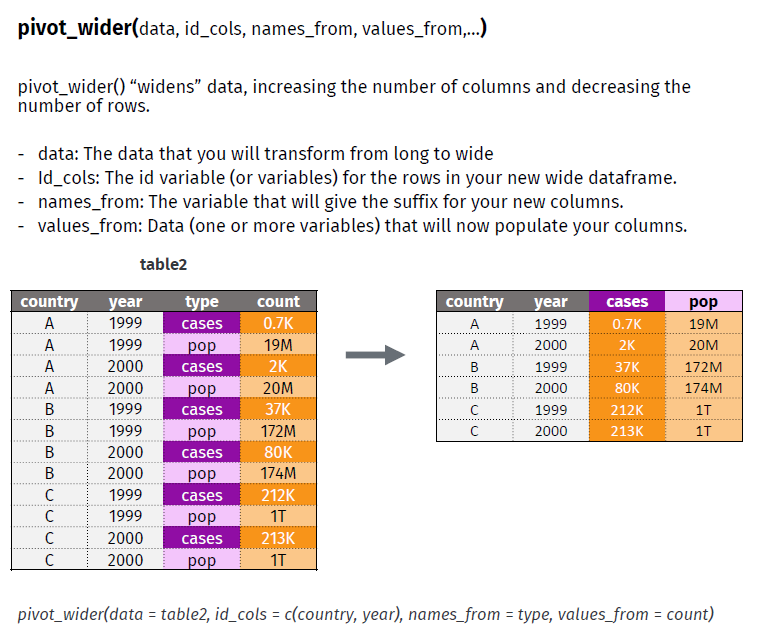 pivot_wider(data, id_cols, names_from, values_from,...)
pivot_wider() “widens” data, increasing the number of columns and decreasing the
number of rows.
- data: The data that you will transform from long to wide
- Id_cols: The id variable (or variables) for the rows in your new wide dataframe.
- names_from: The variable that will give the suffix for your new columns.
- values_from: Data (one or more variables) that will now populate your columns.
table2
country year type count
A 1999 cases 0.7K
A 1999 pop 19M
A 2000 cases 2K
A 2000 pop 20M
B 1999 cases 37K
B 1999 pop 172M
B 2000 cases 80K
B 2000 pop 174M
C 1999 cases 212K
C 1999 pop 1T
C 2000 cases 213K
C 2000 pop 1T
country year cases pop
A 1999 0.7K 19M
A 2000 2K 20M
B 1999 37K 172M
B 2000 80K 174M
C 1999 212K 1T
C 2000 213K 1T
pivot_wider(data = table2, id_cols = c(country, year), names_from = type, values_from = count)